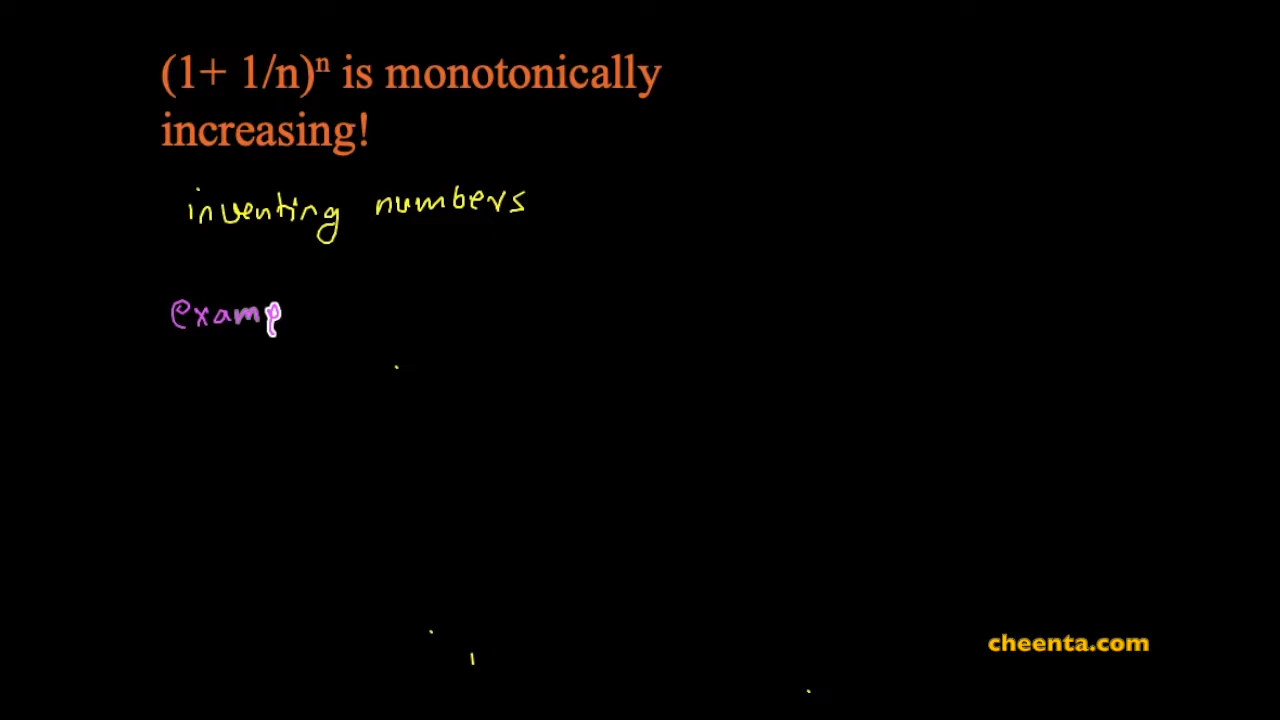 (1+ 1/n)ⁿ is monotonically
increasing!
inventing numbers
examp
cheenta.com